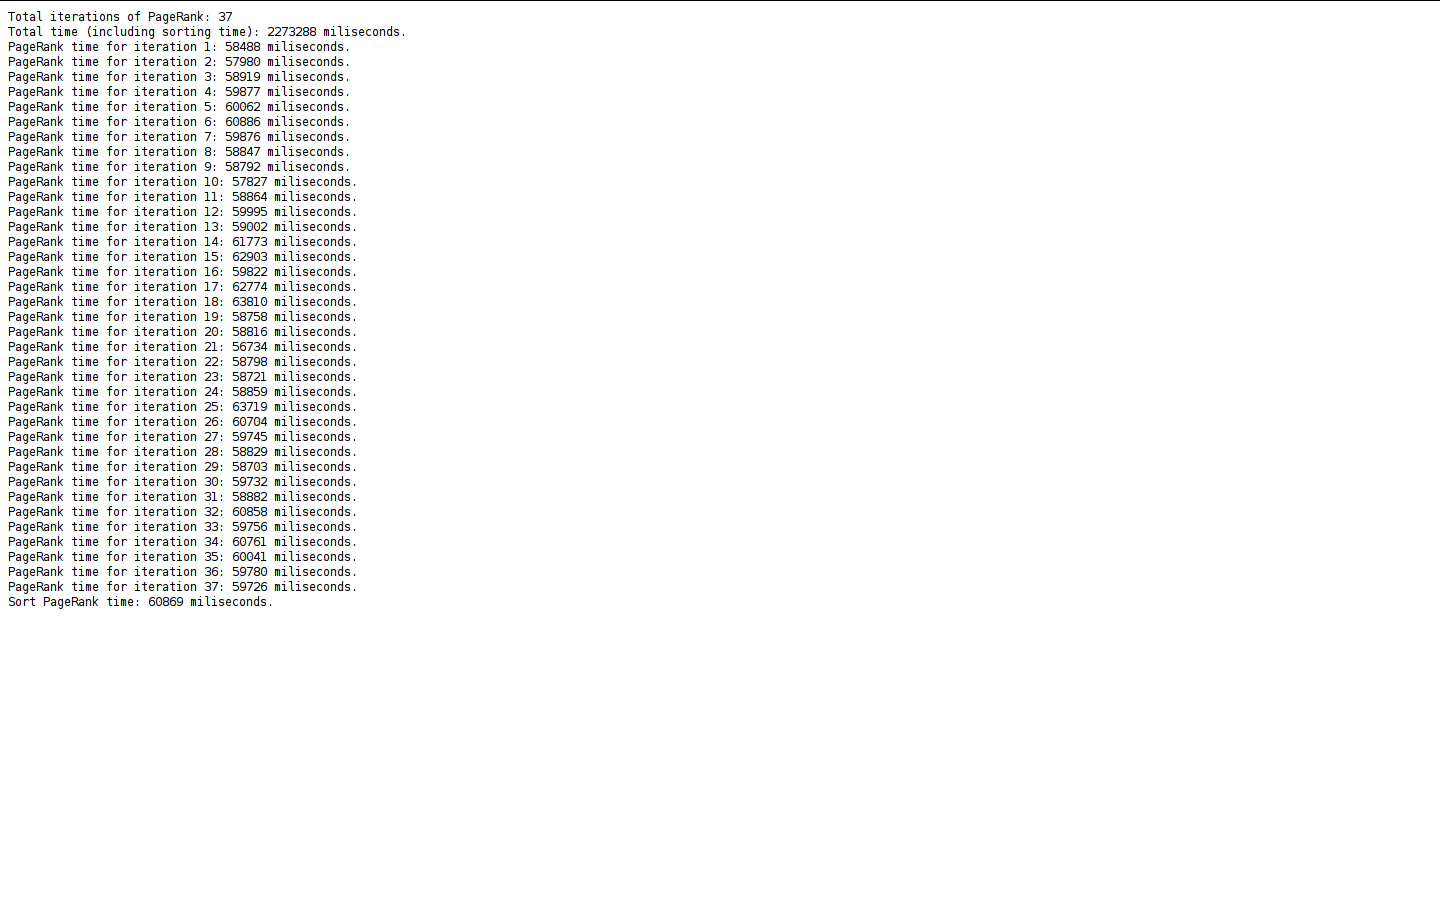 Total iterations of PageRank: 37
Total time (including sorting time): 2273288 miliseconds.
PageRank time for iteration 1: 58488 miliseconds.
PageRank time for iteration 2: 57980 miliseconds.
PageRank time for iteration 3: 58919 miliseconds.
PageRank time for iteration 4: 59877 miliseconds.
PageRank time for iteration 5: 60062 miliseconds.
PageRank time for iteration 6: 60886 miliseconds.
PageRank time for iteration 7: 59876 miliseconds.
PageRank time for iteration 8: 58847 miliseconds.
PageRank time for iteration 9: 58792 miliseconds.
PageRank time for iteration 10: 57827 miliseconds.
PageRank time for iteration 11: 58864 miliseconds.
PageRank time for iteration 12: 59995 miliseconds.
PageRank time for iteration 13: 59002 miliseconds.
PageRank time for iteration 14: 61773 miliseconds.
PageRank time for iteration 15: 62903 miliseconds.
PageRank time for iteration 16: 59822 miliseconds.
PageRank time for iteration 17: 62774 miliseconds.
PageRank time for iteration 18: 63810 miliseconds.
PageRank time for iteration 19: 58758 miliseconds.
PageRank time for iteration 20: 58816 miliseconds.
PageRank time for iteration 21: 56734 miliseconds.
PageRank time for iteration 22: 58798 miliseconds.
PageRank time for iteration 23: 58721 miliseconds.
PageRank time for iteration 24: 58859 miliseconds.
PageRank time for iteration 25: 63719 miliseconds.
PageRank time for iteration 26: 60704 miliseconds.
PageRank time for iteration 27: 59745 miliseconds.
PageRank time for iteration 28: 58829 miliseconds.
PageRank time for iteration 29: 58703 miliseconds.
PageRank time for iteration 30: 59732 miliseconds.
PageRank time for iteration 31: 58882 miliseconds.
PageRank time for iteration 32: 60858 miliseconds.
PageRank time for iteration 33: 59756 miliseconds.
PageRank time for iteration 34: 60761 miliseconds.
PageRank time for iteration 35: 60041 miliseconds.
PageRank time for iteration 36: 59780 miliseconds.
PageRank time for iteration 37: 59726 miliseconds.
Sort PageRank time: 60869 miliseconds.